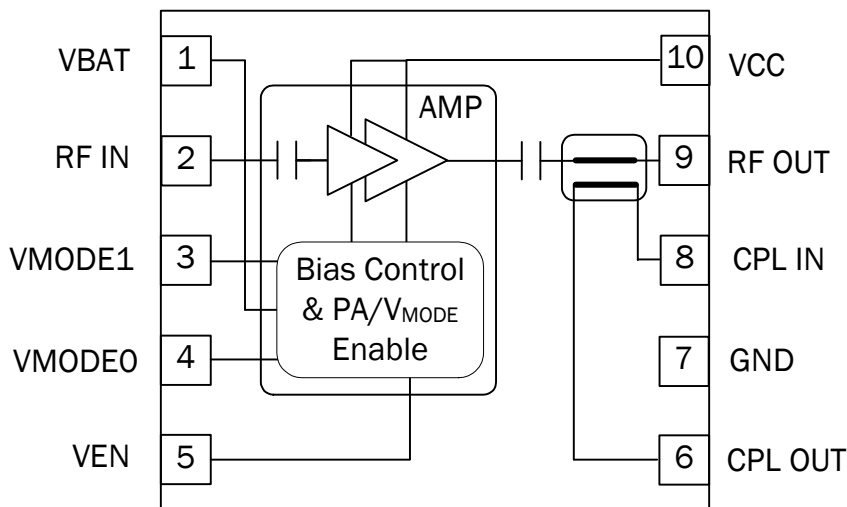 VBAT 1
10 VCC
AMP
RF IN 2
9 RF OUT
VMODE1 3
8 CPL IN
Bias Control
& PA/VMODE
Enable
VMODE0 4
7 GND
VEN 5
6 CPL OUT